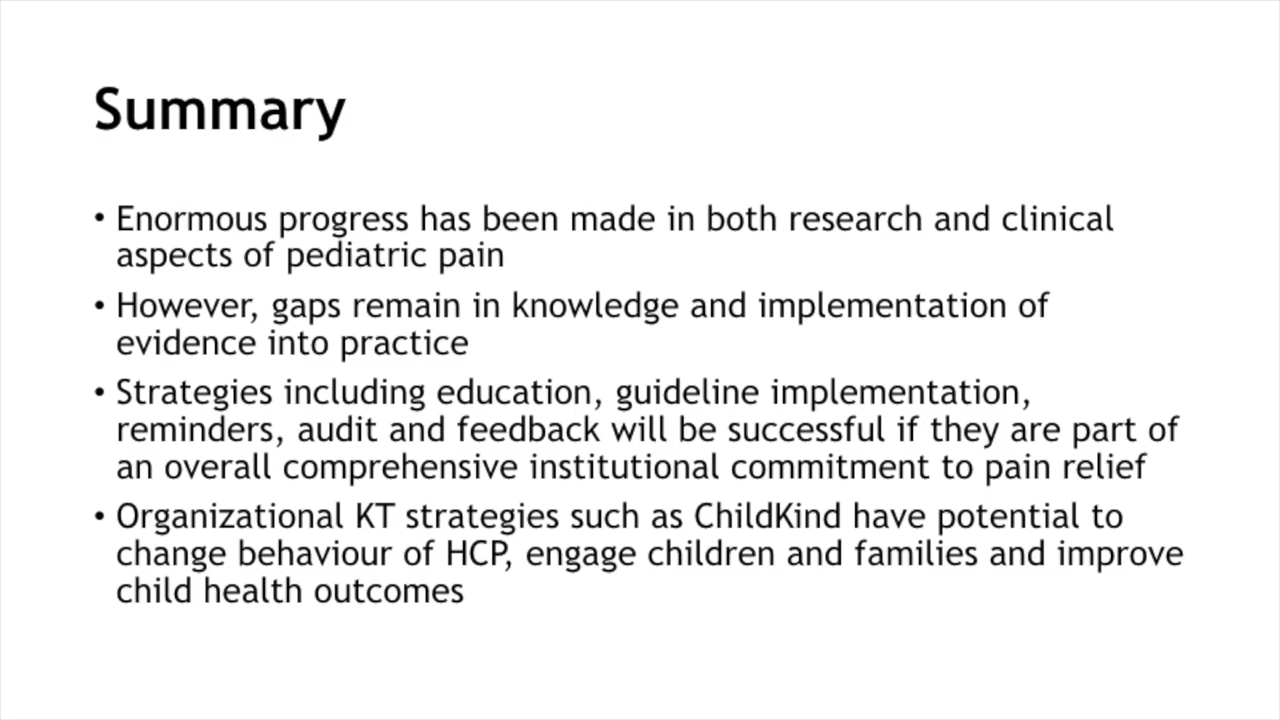 Summary
• Enormous progress has been made in both research and clinical
aspects of pediatric pain
• However, gaps remain in knowledge and implementation of
evidence into practice
• Strategies including education, guideline implementation,
reminders, audit and feedback will be successful if they are part of
an overall comprehensive institutional commitment to pain relief
• Organizational KT strategies such as ChildKind have potential to
change behaviour of HCP, engage children and families and improve
child health outcomes